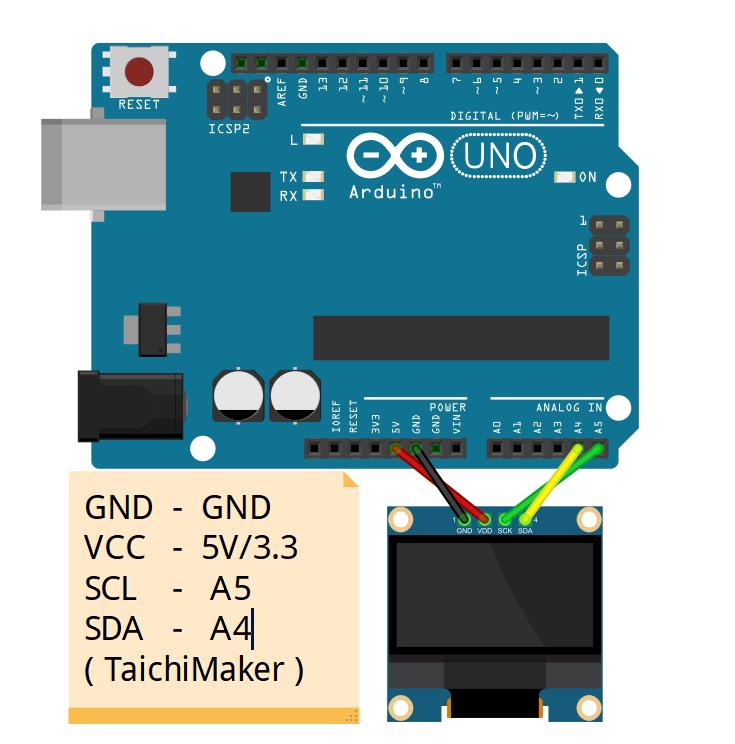 RESET
ICSP2
AREF
GND
13
12
~11
~10
~9
8
7
~6
~5
4
~3
2
TX0▶1
RX0◀0
DIGITAL (PWM=~)
L
TX
RX
Arduino™
UNO
ON
1
ICSP
POWER
ANALOG IN
IOREF
RESET
3V3
5V
GND
GND
VIN
A0
A1
A2
A3
A4
A5
1
4
GND VDD SCK SDA
GND - GND
VCC - 5V/3.3
SCL - A5
SDA - A4
( TaichiMaker )